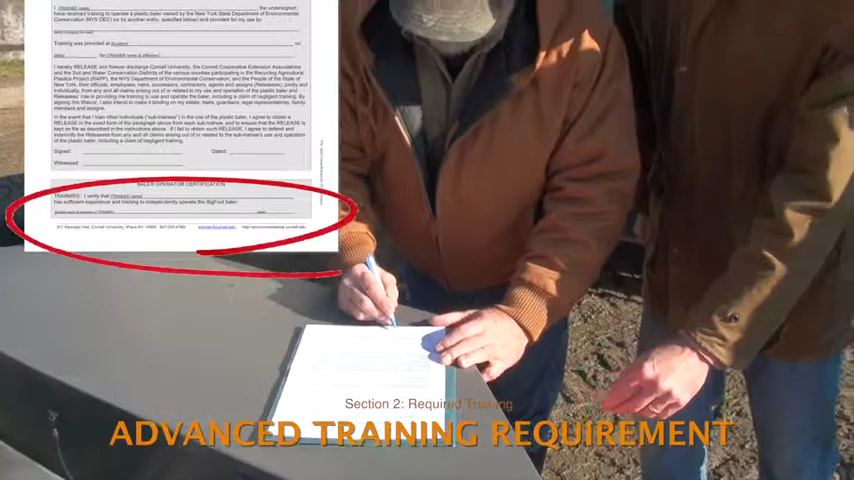 I, (TRAINEE name) the undersigned,
have received training to operate a plastic baler owned by the New York State Department of Environmental
Conservation (NYS DEC) (or by another entity, specified below) and provided for my use by
Training was provided at (location) on
(date) the (TRAINER name & affiliation)
I hereby RELEASE and forever discharge Cornell University, the Cornell Cooperative Extension Associations
and the Soil and Water Conservation Districts of the various counties participating in the Recycling Agricultural
Plastics Project (RAPP), the NYS Department of Environmental Conservation, and the People of the State of
New York, their officials, employees, heirs, successors, contractors, agents and assigns (Releasees) jointly and
individually, from any and all claims arising out of or related to the use and operation of the plastic baler and
Releasees' role in providing me training to use and operate the baler, including a claim of negligent training. By
signing this Waiver, I also intend to make it binding on my estate, heirs, guardians, legal representatives, family
members and assigns.
In the event that I train other individuals ("sub-trainees") in the use of the baler, I agree to obtain a
RELEASE in the exact form of the paragraph above from each sub-trainee, and to ensure that the RELEASE is
kept on file as described in the instructions above. If I fail to obtain such RELEASE, I agree to defend and
indemnify the Releasees from any and all claims arising out of or related to the sub-trainee's use and operation
of the baler, including a claim of negligent training.
Signed: Dated:
Witnessed:
BALER OPERATOR CERTIFICATION
TRAINERS: I verify that (TRAINEE name)
has sufficient experience and training to independently operate the BigFoot baler.
Section 2: Required Training
ADVANCED TRAINING REQUIREMENT